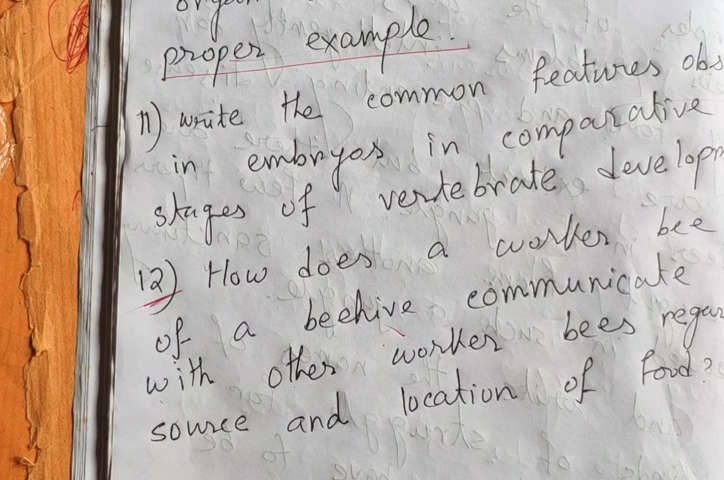 proper example.
11) write the common features obs
in embryos in comparative
stages of vertebrate develop
12) How does a worker bee
of a beehive communicate
with other worker bees regar
source and location of food?